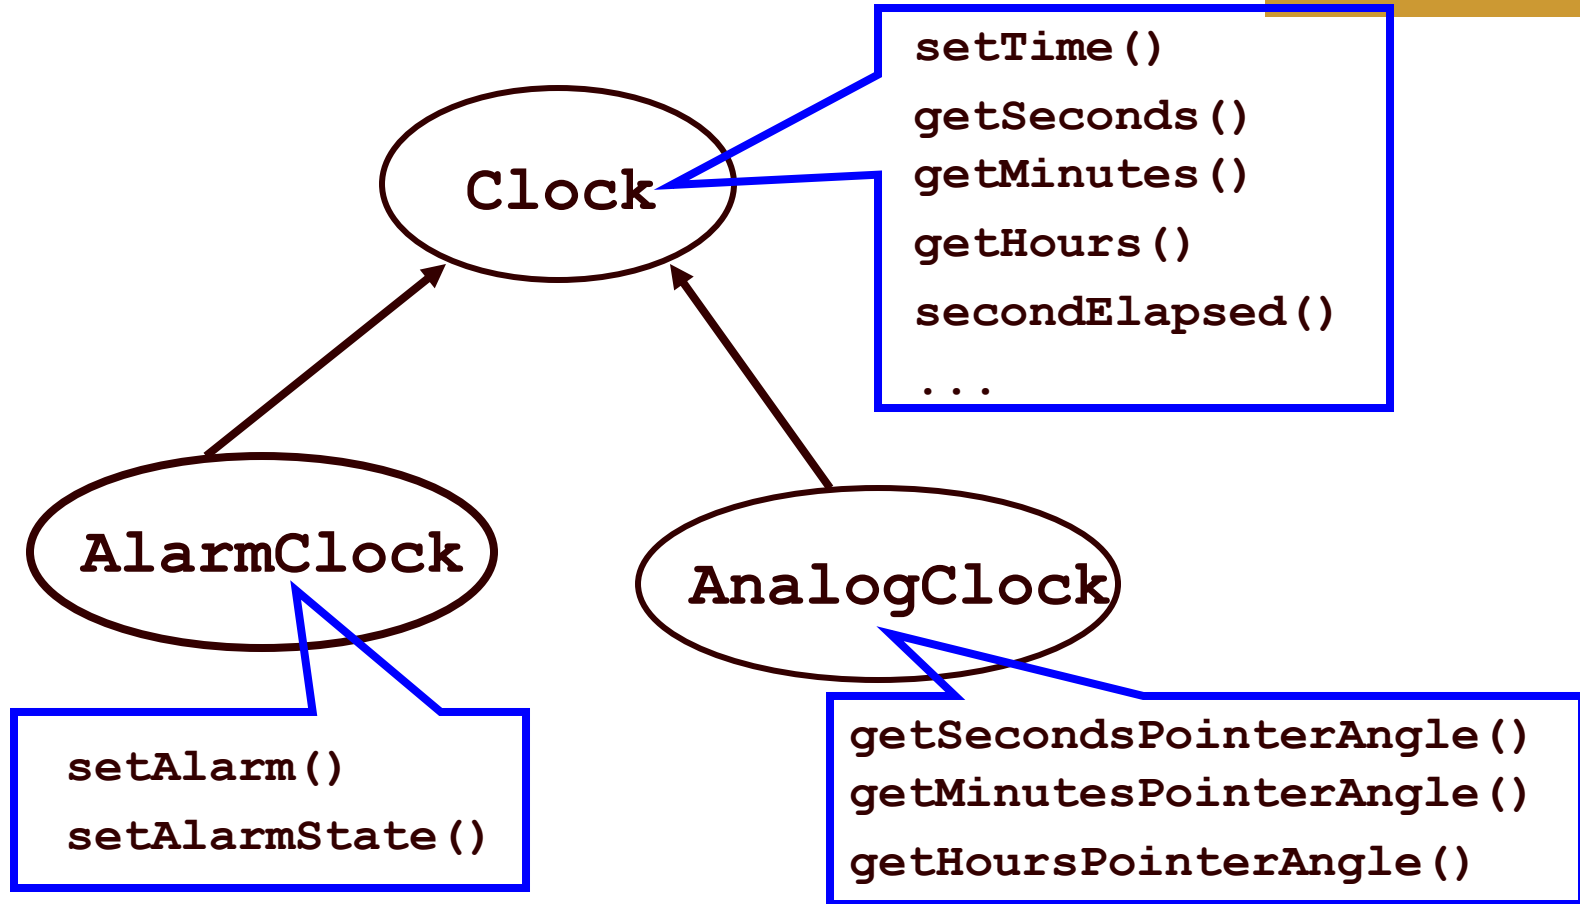 setTime()
getSeconds()
getMinutes()
getHours()
secondElapsed()
...
Clock
AlarmClock
AnalogClock
setAlarm()
setAlarmState()
getSecondsPointerAngle()
getMinutesPointerAngle()
getHoursPointerAngle()